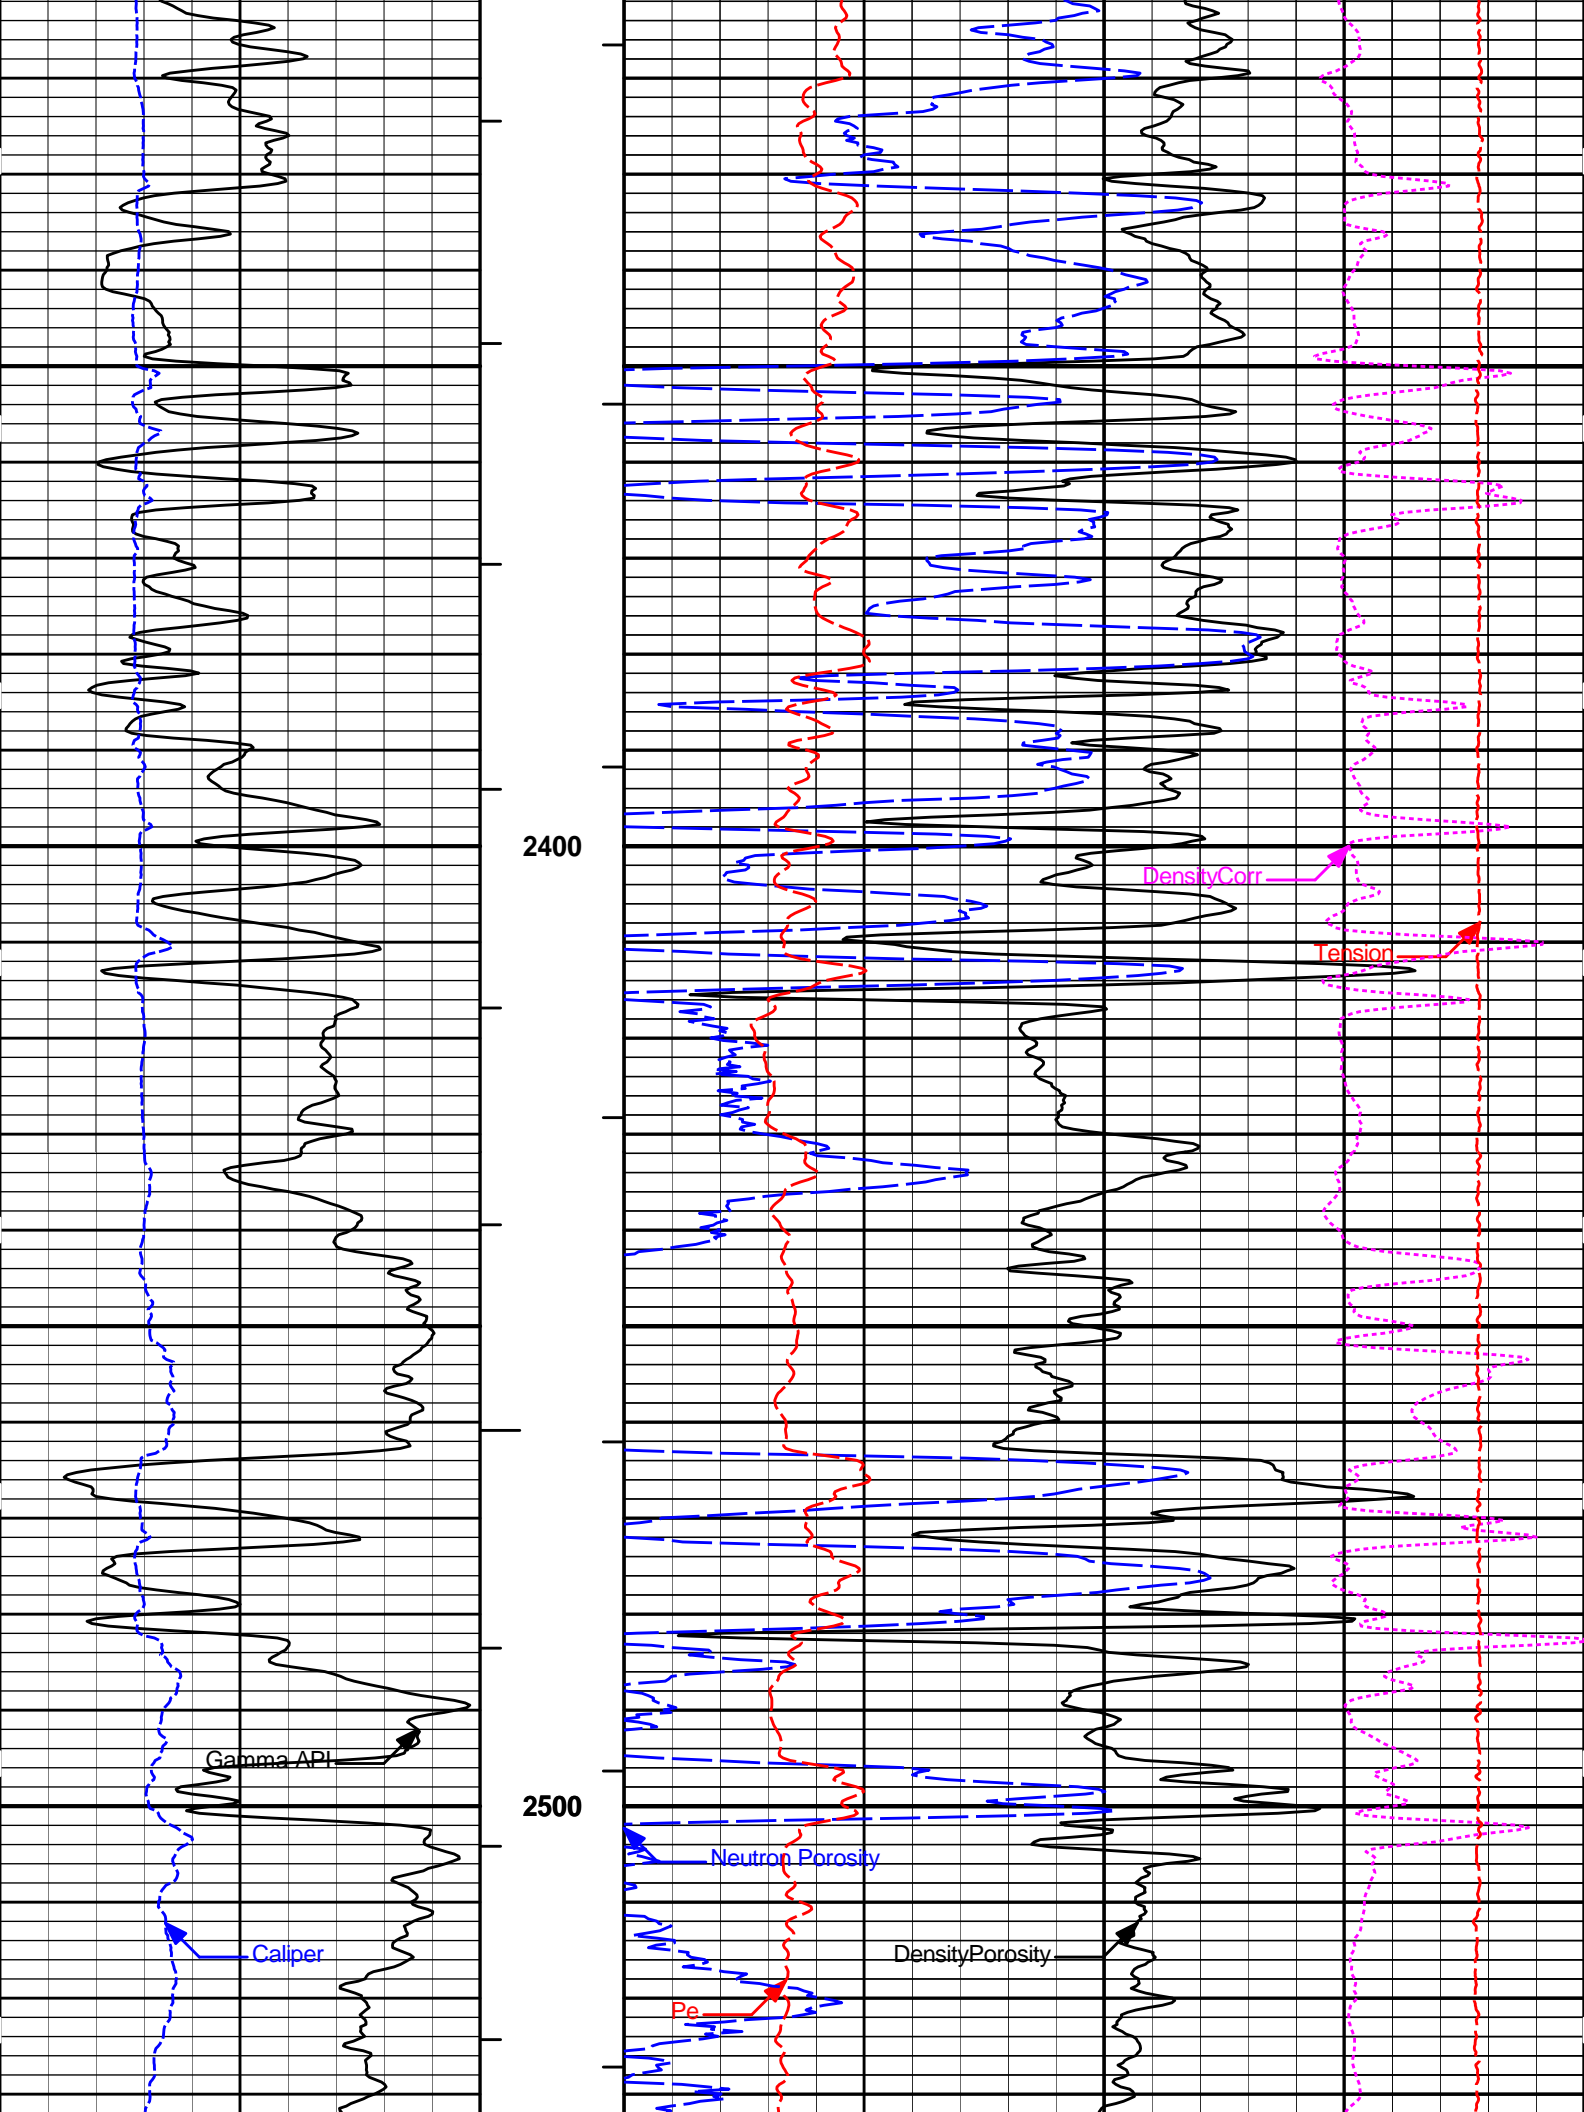 2400
DensityCorr
Tension
Gamma API
2500
Neutron Porosity
Caliper
DensityPorosity
Pe